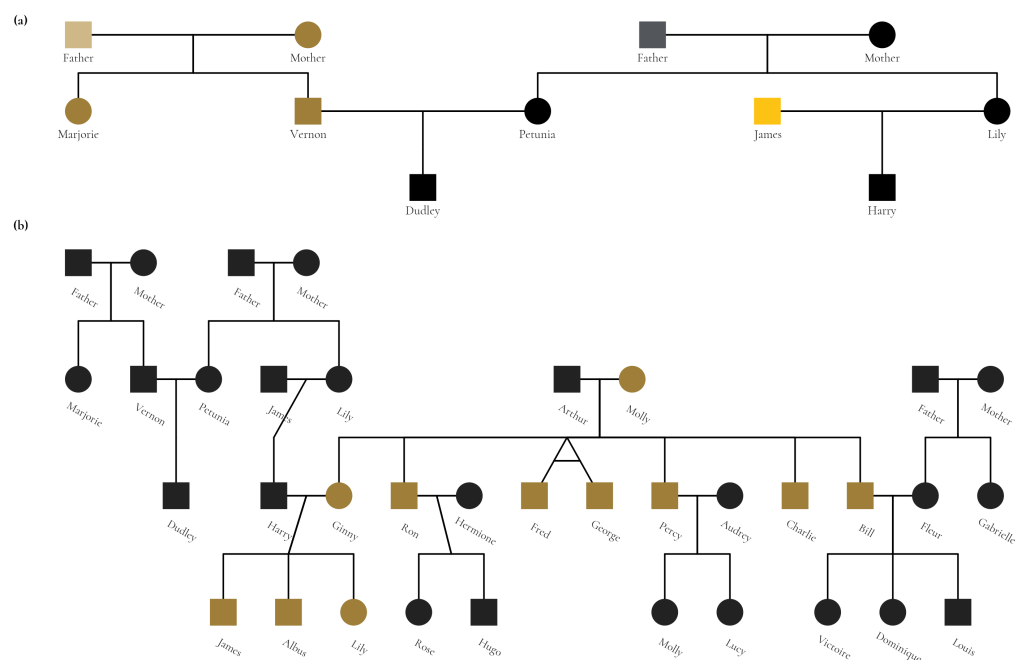 (a)
Father Mother Father Mother
Marjorie Vernon Petunia James Lily
Dudley Harry
(b)
Father Mother Father Mother
Marjorie Vernon Petunia James Lily Arthur Molly Father Mother
Dudley Harry Ginny Ron Hermione Fred George Percy Audrey Charlie Bill Fleur Gabrielle
James Albus Lily Rose Hugo Molly Lucy Victoire Dominique Louis